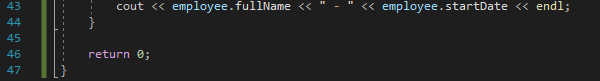 43 cout << employee.fullName << " - " << employee.startDate << endl;
44 }
45
46 return 0;
47 }